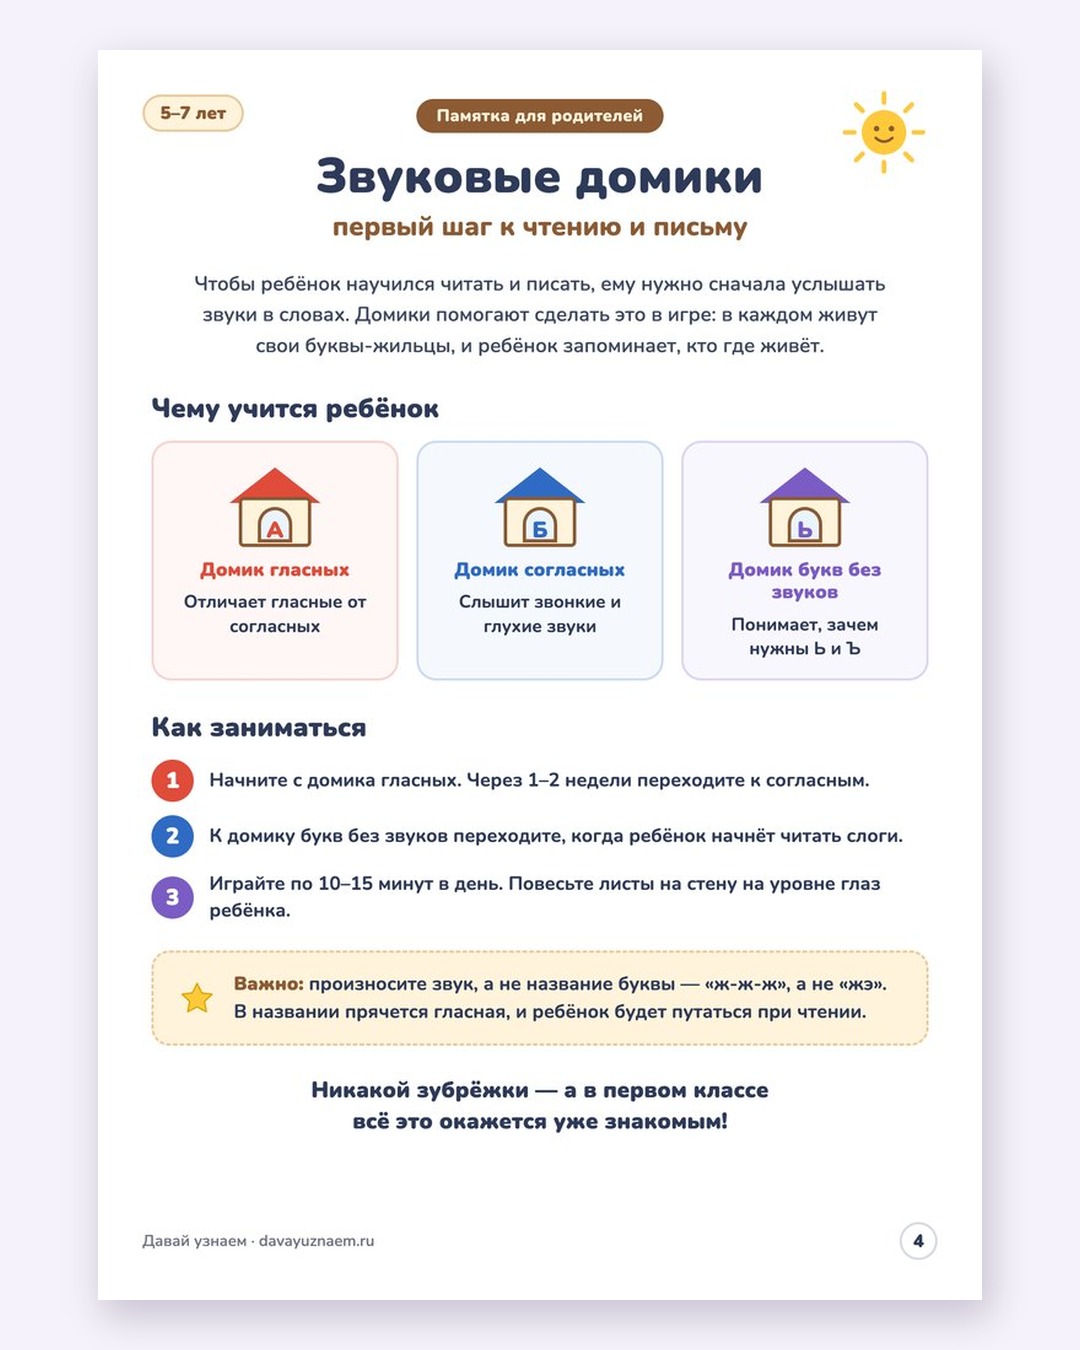 5–7 лет
Памятка для родителей
Звуковые домики
первый шаг к чтению и письму
Чтобы ребёнок научился читать и писать, ему нужно сначала услышать
звуки в словах. Домики помогают сделать это в игре: в каждом живут
свои буквы-жильцы, и ребёнок запоминает, кто где живёт.
Чему учится ребёнок
А
Домик гласных
Отличает гласные от
согласных
Б
Домик согласных
Слышит звонкие и
глухие звуки
Ь
Домик букв без
звуков
Понимает, зачем
нужны Ь и Ъ
Как заниматься
1 Начните с домика гласных. Через 1–2 недели переходите к согласным.
2 К домику букв без звуков переходите, когда ребёнок начнёт читать слоги.
3 Играйте по 10–15 минут в день. Повесьте листы на стену на уровне глаз
ребёнка.
Важно: произносите звук, а не название буквы — «ж-ж-ж», а не «жэ».
В названии прячется гласная, и ребёнок будет путаться при чтении.
Никакой зубрёжки — а в первом классе
всё это окажется уже знакомым!
Давай узнаем · davayuznaem.ru
4